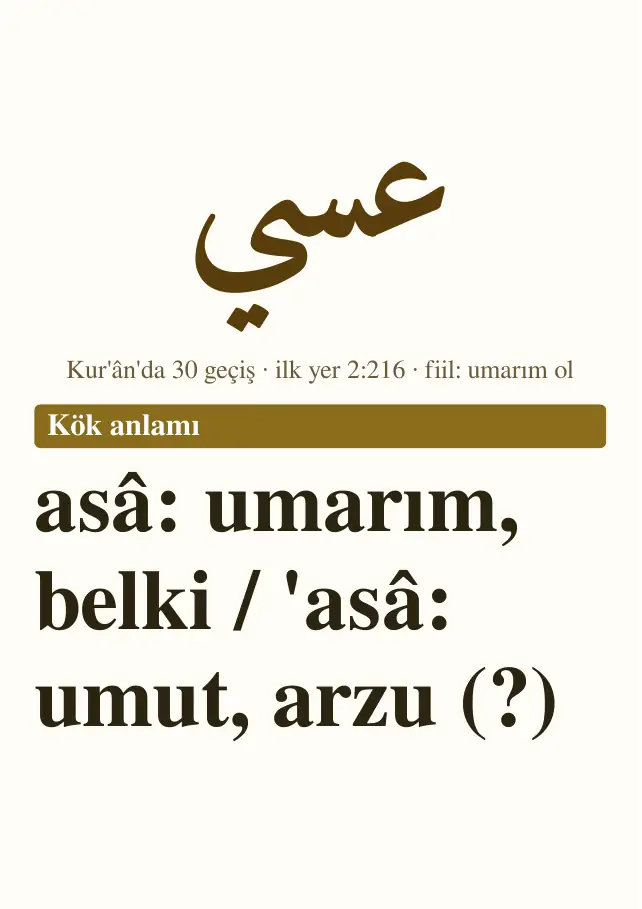 عسي
Kur'ân'da 30 geçiş · ilk yer 2:216 · fiil: umarım ol
Kök anlamı
asâ: umarım,
belki / 'asâ:
umut, arzu (?)